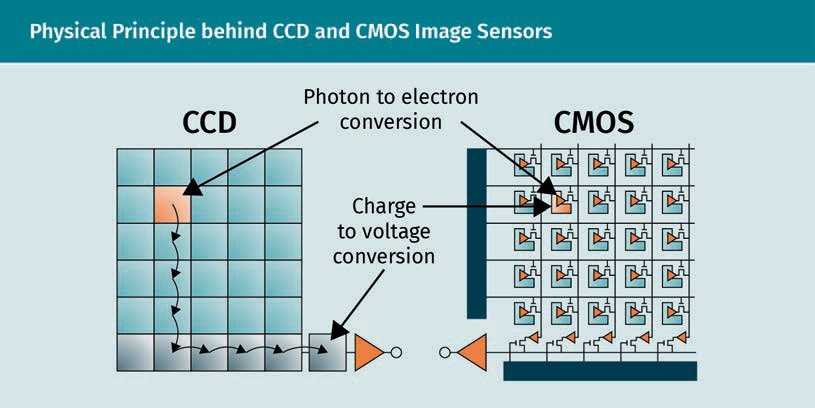 Physical Principle behind CCD and CMOS Image Sensors
CCD
Photon to electron
conversion
CMOS
Charge
to voltage
conversion